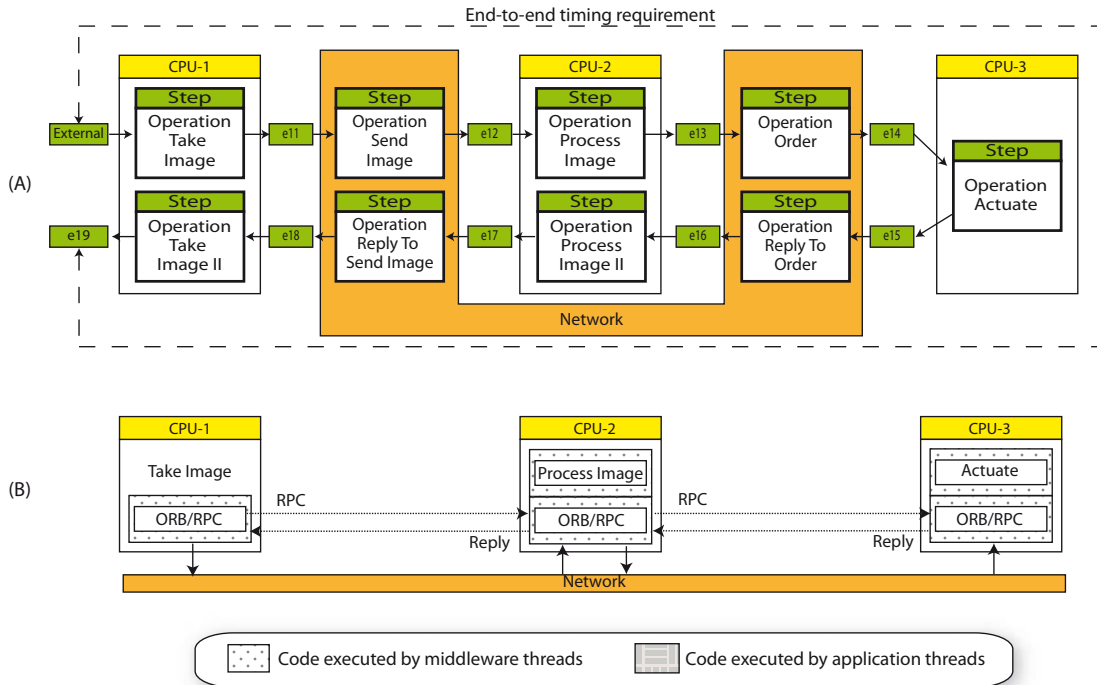 End-to-end timing requirement
CPU-1
CPU-2
CPU-3
Step
Operation
Take
Image
Step
Operation
Send
Image
Step
Operation
Process
Image
Step
Operation
Order
Step
Operation
Actuate
External
e11
e12
e13
e14
(A)
Step
Operation
Take
Image II
Step
Operation
Reply To
Send Image
Step
Operation
Process
Image II
Step
Operation
Reply To
Order
e19
e18
e17
e16
e15
Network
CPU-1
CPU-2
CPU-3
Take Image
Process Image
Actuate
(B)
RPC
RPC
ORB/RPC
ORB/RPC
ORB/RPC
Reply
Reply
Network
Code executed by middleware threads
Code executed by application threads